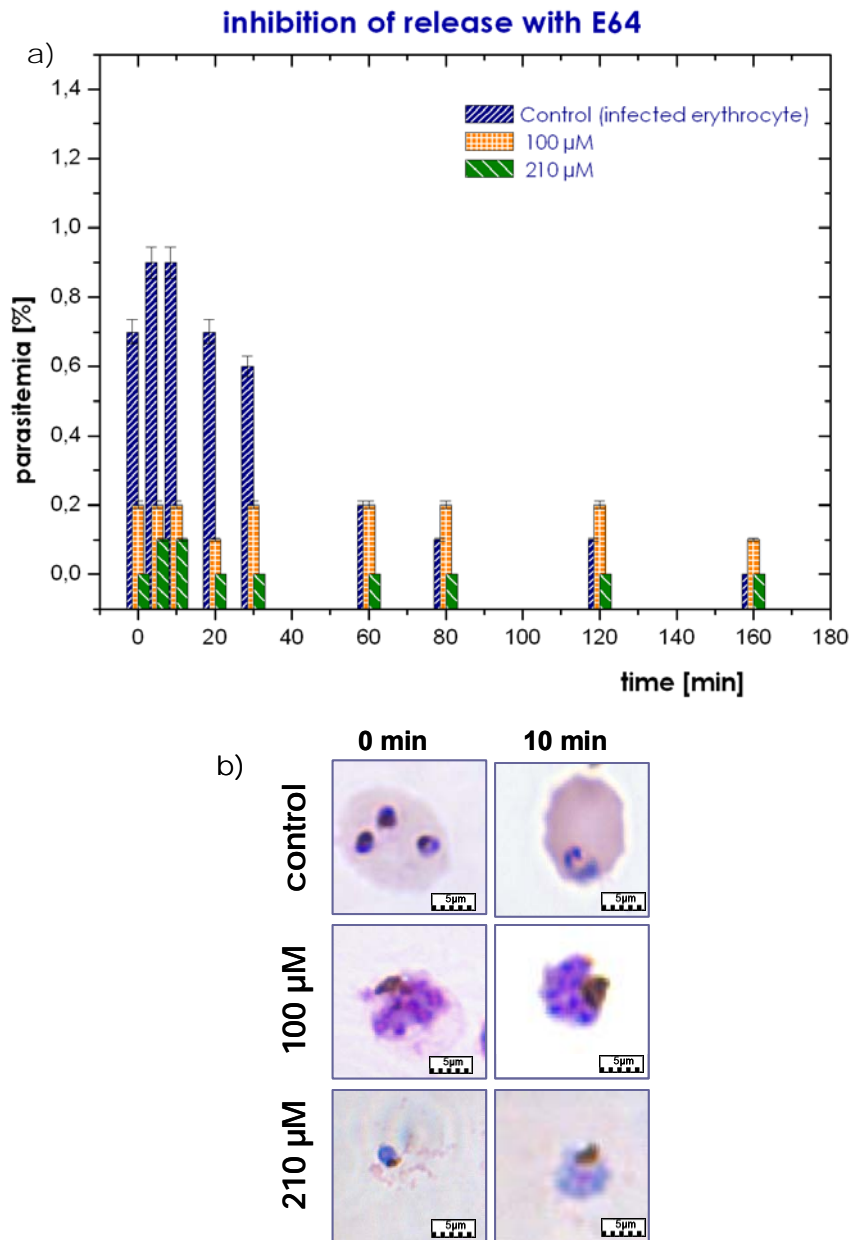 inhibition of release with E64
a)
Control (infected erythrocyte)
100 µM
210 µM
parasitemia [%]
1,4
1,2
1,0
0,8
0,6
0,4
0,2
0,0
0 20 40 60 80 100 120 140 160 180
time [min]
b)
0 min 10 min
control
5µm 5µm
100 µM
5µm 5µm
210 µM
5µm 5µm